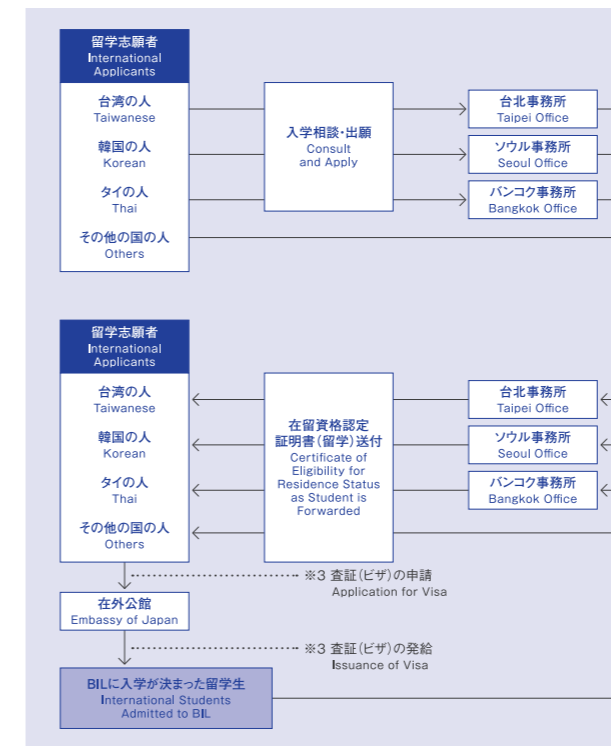 留学志願者
International
Applicants
台湾の人
Taiwanese
韓国の人
Korean
タイの人
Thai
その他の国の人
Others
入学相談・出願
Consult
and Apply
台北事務所
Taipei Office
ソウル事務所
Seoul Office
バンコク事務所
Bangkok Office
留学志願者
International
Applicants
台湾の人
Taiwanese
韓国の人
Korean
タイの人
Thai
その他の国の人
Others
在留資格認定
証明書(留学)送付
Certificate of
Eligibility for
Residence Status
as Student is
Forwarded
台北事務所
Taipei Office
ソウル事務所
Seoul Office
バンコク事務所
Bangkok Office
※3 査証(ビザ)の申請
Application for Visa
在外公館
Embassy of Japan
※3 査証(ビザ)の発給
Issuance of Visa
BILに入学が決まった留学生
International Students
Admitted to BIL